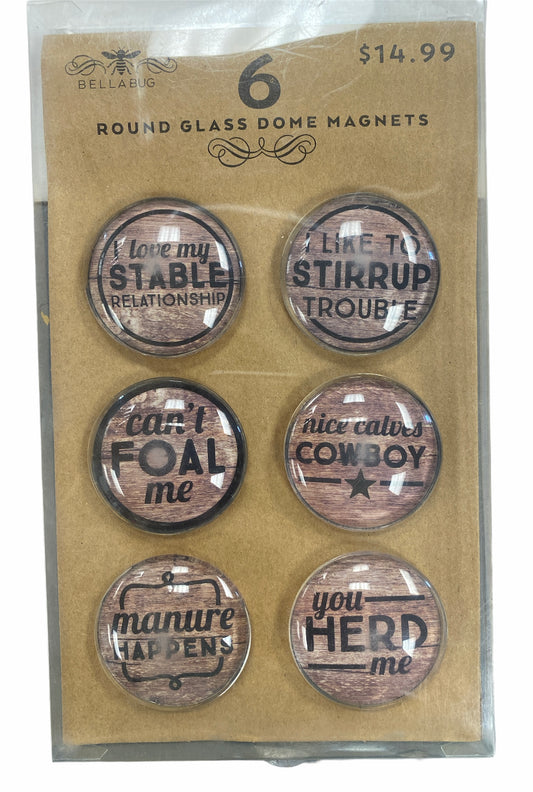 BELLABUG
$14.99
6
ROUND GLASS DOME MAGNETS
I love my
STABLE
RELATIONSHIP
I LIKE TO
STIRRUP
TROUBLE
can't
FOAL
me
nice calves
COWBOY
manure
HAPPENS
you
HERD
me